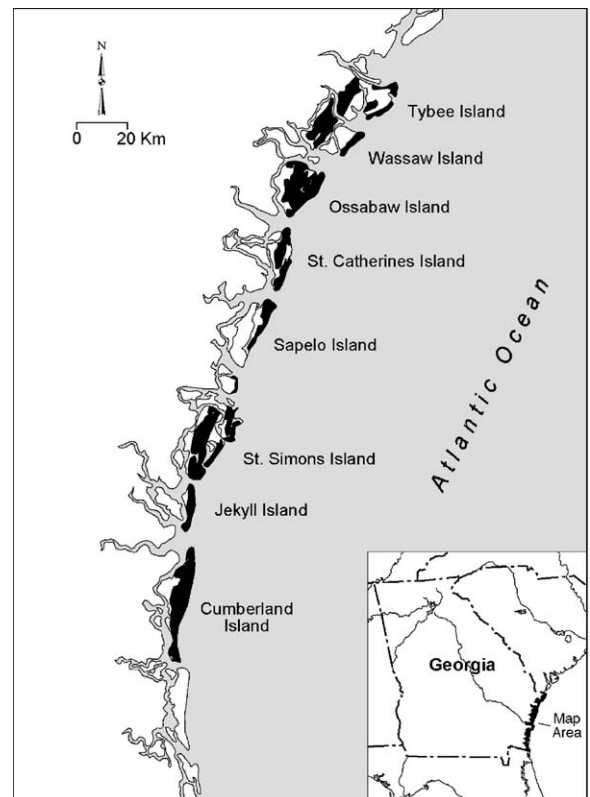 N
0 20 Km
Tybee Island
Wassaw Island
Ossabaw Island
St. Catherines Island
Sapelo Island
Atlantic Ocean
St. Simons Island
Jekyll Island
Cumberland
Island
Georgia
Map
Area